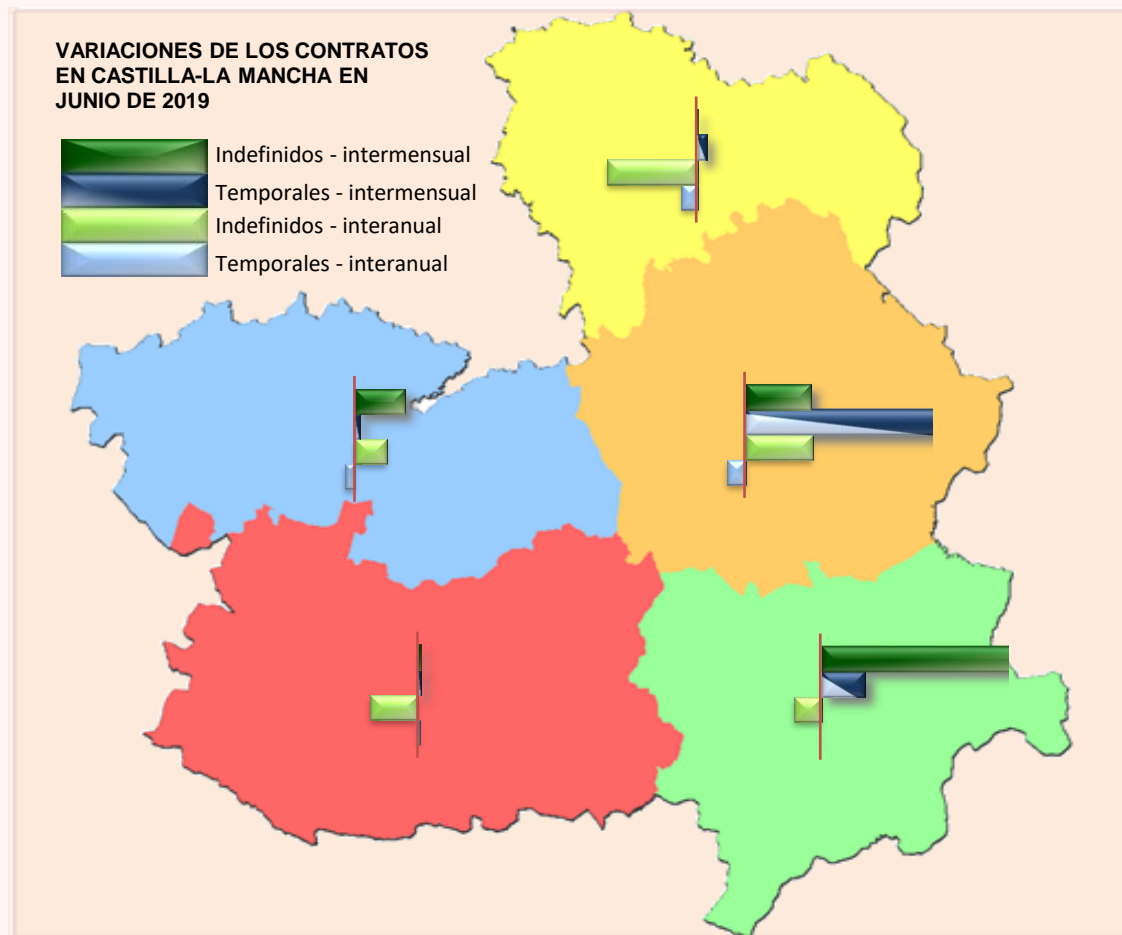 VARIACIONES DE LOS CONTRATOS
EN CASTILLA-LA MANCHA EN
JUNIO DE 2019
Indefinidos - intermensual
Temporales - intermensual
Indefinidos - interanual
Temporales - interanual